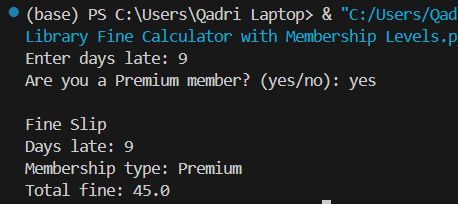 (base) PS C:\Users\Qadri Laptop> & "C:/Users/Qad
Library Fine Calculator with Membership Levels.p
Enter days late: 9
Are you a Premium member? (yes/no): yes
Fine Slip
Days late: 9
Membership type: Premium
Total fine: 45.0